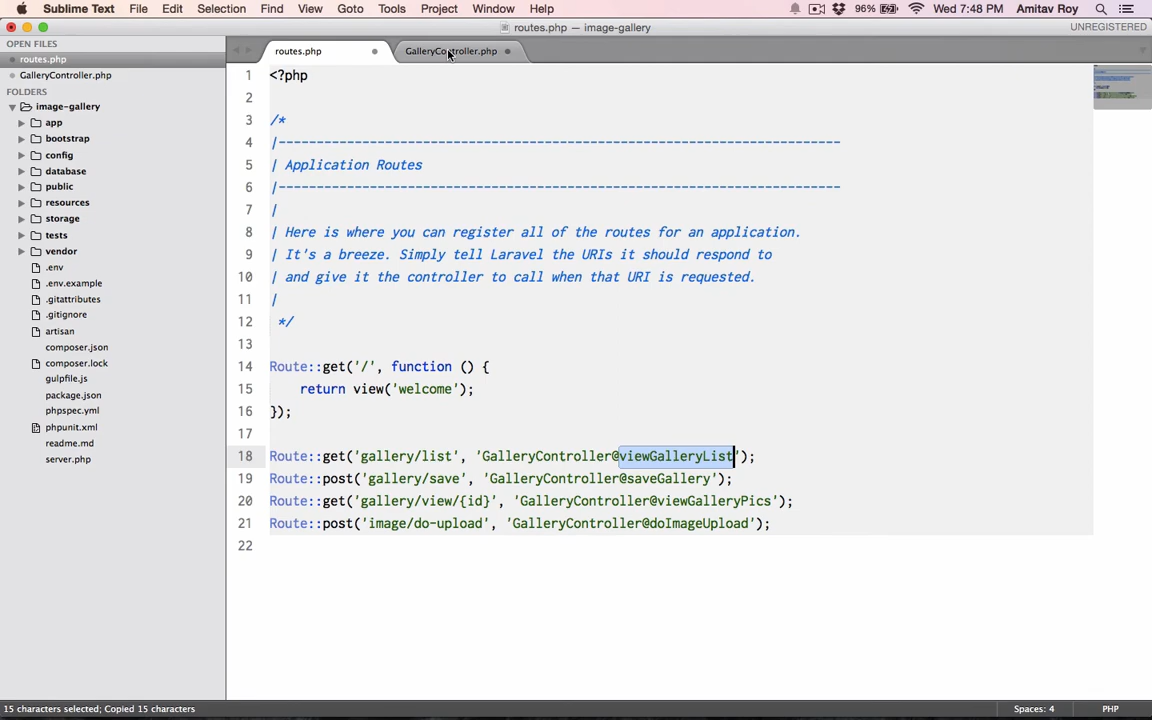 Sublime Text File Edit Selection Find View Goto Tools Project Window Help 96% Wed 7:48 PM Amitav Roy
routes.php — image-gallery UNREGISTERED
OPEN FILES
routes.php
GalleryController.php
FOLDERS
image-gallery
app
bootstrap
config
database
public
resources
storage
tests
vendor
.env
.env.example
.gitattributes
.gitignore
artisan
composer.json
composer.lock
gulpfile.js
package.json
phpspec.yml
phpunit.xml
readme.md
server.php
routes.php GalleryController.php
1 <?php
2
3 /*
4 |--------------------------------------------------------------------------
5 | Application Routes
6 |--------------------------------------------------------------------------
7 |
8 | Here is where you can register all of the routes for an application.
9 | It's a breeze. Simply tell Laravel the URIs it should respond to
10 | and give it the controller to call when that URI is requested.
11 |
12 */
13
14 Route::get('/', function () {
15 return view('welcome');
16 });
17
18 Route::get('gallery/list', 'GalleryController@viewGalleryList');
19 Route::post('gallery/save', 'GalleryController@saveGallery');
20 Route::get('gallery/view/{id}', 'GalleryController@viewGalleryPics');
21 Route::post('image/do-upload', 'GalleryController@doImageUpload');
22
15 characters selected; Copied 15 characters Spaces: 4 PHP